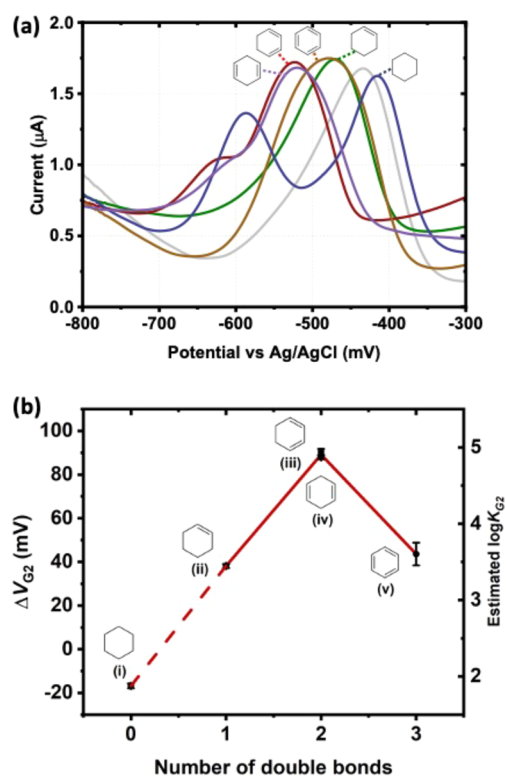 (a)
2.0
1.5
1.0
0.5
0.0
Current (μA)
-800 -700 -600 -500 -400 -300
Potential vs Ag/AgCl (mV)
(b)
100
80
60
40
20
0
-20
ΔV_G2 (mV)
(i)
(ii)
(iii)
(iv)
(v)
5
4
3
2
Estimated logK_G2
0 1 2 3
Number of double bonds